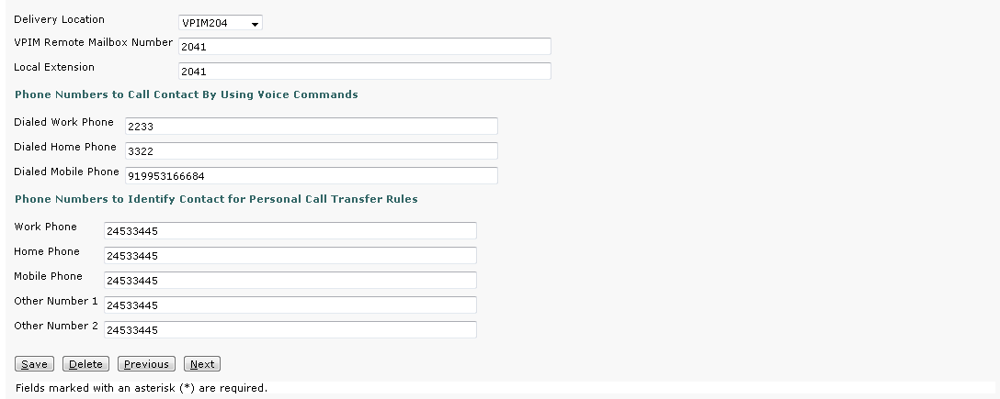 Delivery Location VPIM204
VPIM Remote Mailbox Number 2041
Local Extension 2041
Phone Numbers to Call Contact By Using Voice Commands
Dialed Work Phone 2233
Dialed Home Phone 3322
Dialed Mobile Phone 919953166684
Phone Numbers to Identify Contact for Personal Call Transfer Rules
Work Phone 24533445
Home Phone 24533445
Mobile Phone 24533445
Other Number 1 24533445
Other Number 2 24533445
Save Delete Previous Next
Fields marked with an asterisk (*) are required.